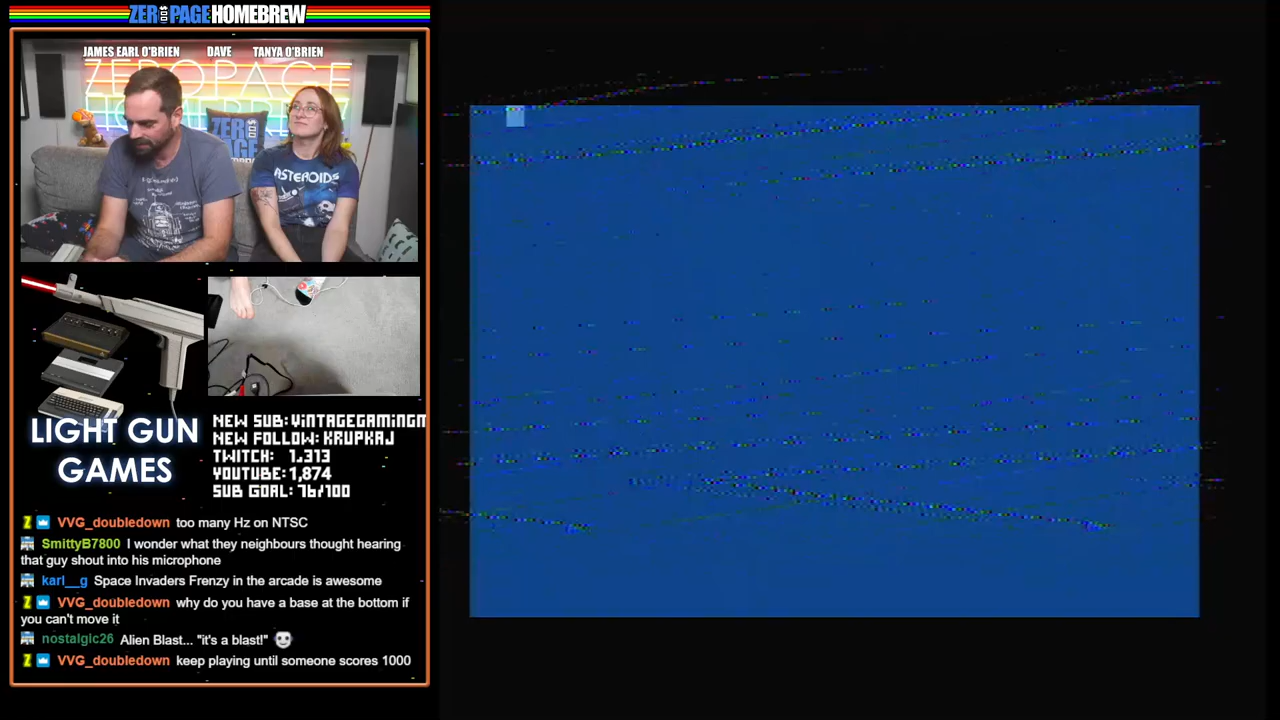 ZEROPAGE HOMEBREW
JAMES EARL O'BRIEN DAVE TANYA O'BRIEN
ZEROPAGE
ZERO
PAGE
ASTEROIDS
LIGHT GUN
GAMES
NEW SUB: VINTAGEGAMINGM
NEW FOLLOW: KRUPKAJ
TWITCH: 1,313
YOUTUBE: 1,874
SUB GOAL: 76/100
VVG_doubledown too many Hz on NTSC
SmittyB7800 I wonder what they neighbours thought hearing
that guy shout into his microphone
karl__g Space Invaders Frenzy in the arcade is awesome
VVG_doubledown why do you have a base at the bottom if
you can't move it
nostalgic26 Alien Blast... "it's a blast!"
VVG_doubledown keep playing until someone scores 1000